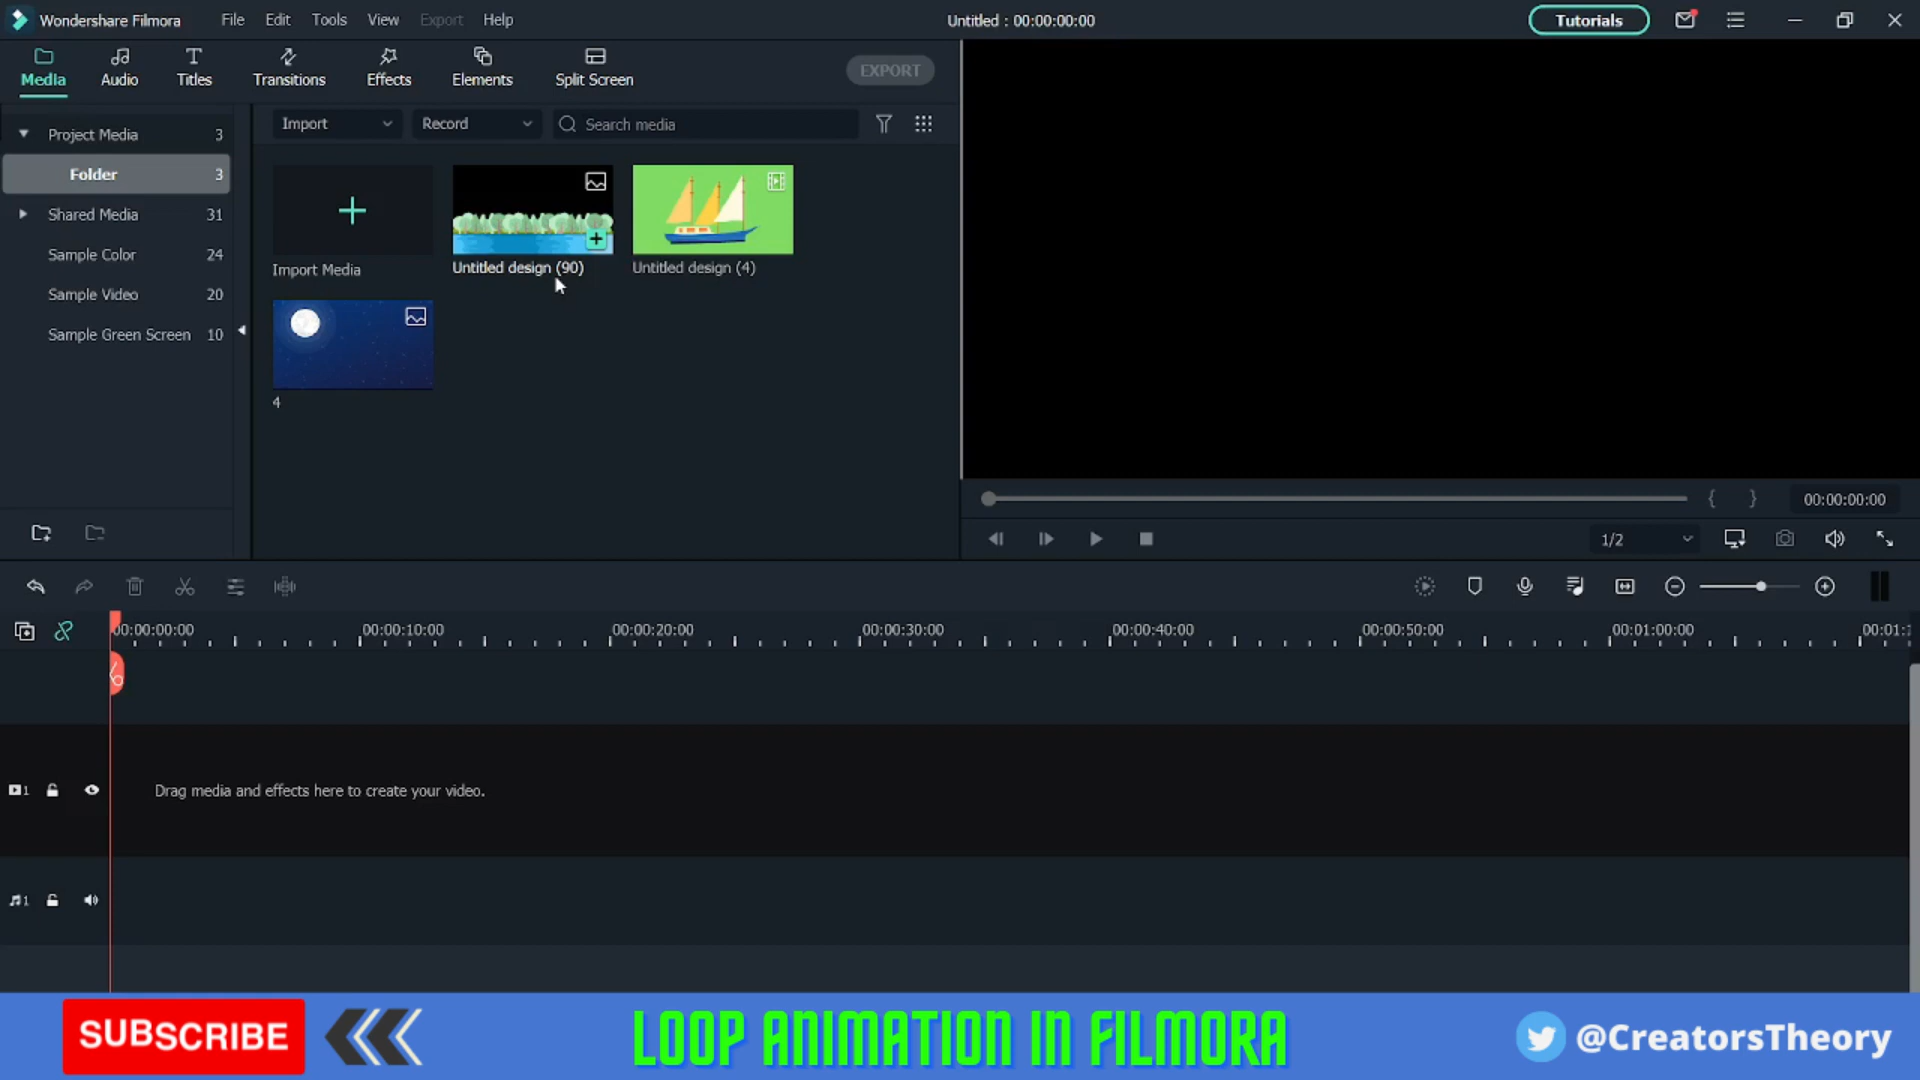 Wondershare Filmora File Edit Tools View Export Help Untitled : 00:00:00:00 Tutorials
Media Audio Titles Transitions Effects Elements Split Screen EXPORT
Project Media 3
Folder 3
Shared Media 31
Sample Color 24
Sample Video 20
Sample Green Screen 10
Import Record Search media
Import Media Untitled design (90) Untitled design (4)
4
{ } 00:00:00:00
1/2
00:00:00:00 00:00:10:00 00:00:20:00 00:00:30:00 00:00:40:00 00:00:50:00 00:01:00:00 00:01:1
1 Drag media and effects here to create your video.
1
SUBSCRIBE LOOP ANIMATION IN FILMORA @CreatorsTheory